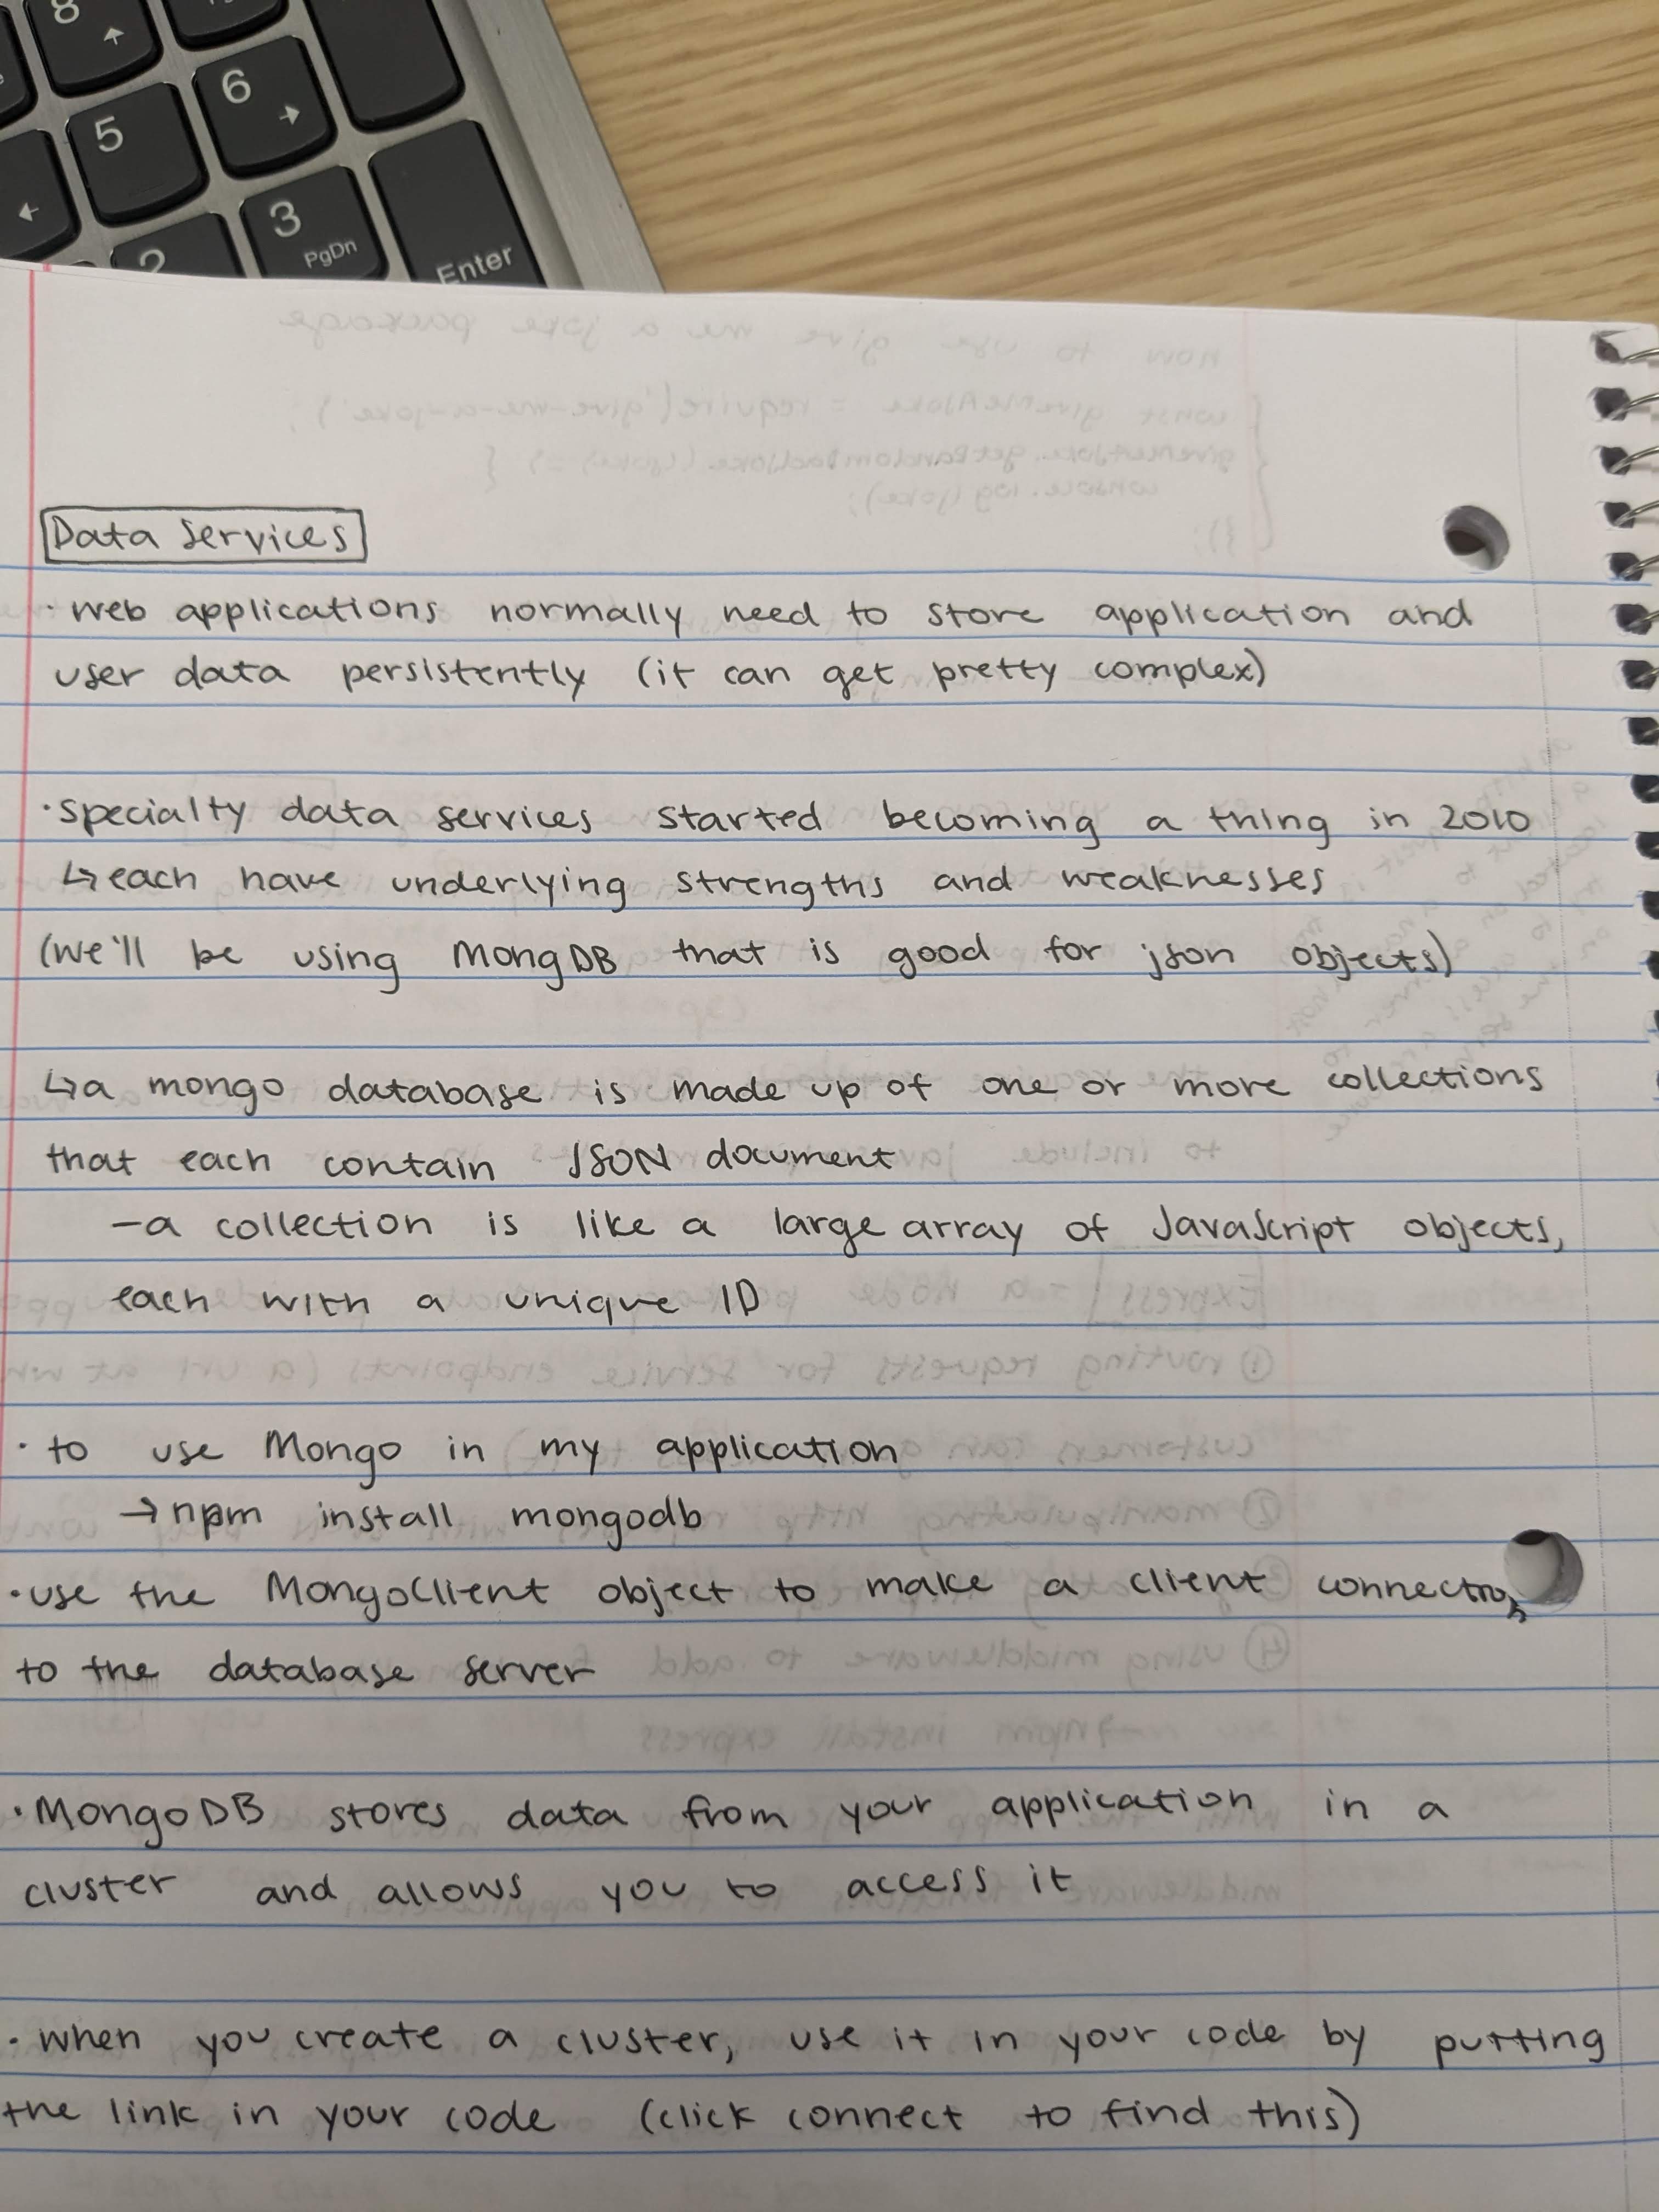 8
5
6
2
3
PgDn
Enter
Data Services
· web applications normally need to store application and
user data persistently (it can get pretty complex)
· specialty data services started becoming a thing in 2010
↳ each have underlying strengths and weaknesses
(we'll be using MongDB that is good for json objects)
↳ a mongo database is made up of one or more collections
that each contain JSON document
- a collection is like a large array of JavaScript objects,
each with a unique ID
· to use Mongo in my application
→ npm install mongodb
· use the MongoClient object to make a client connection
to the database server
· MongoDB stores data from your application in a
cluster and allows you to access it
· when you create a cluster, use it in your code by putting
the link in your code (click connect to find this)